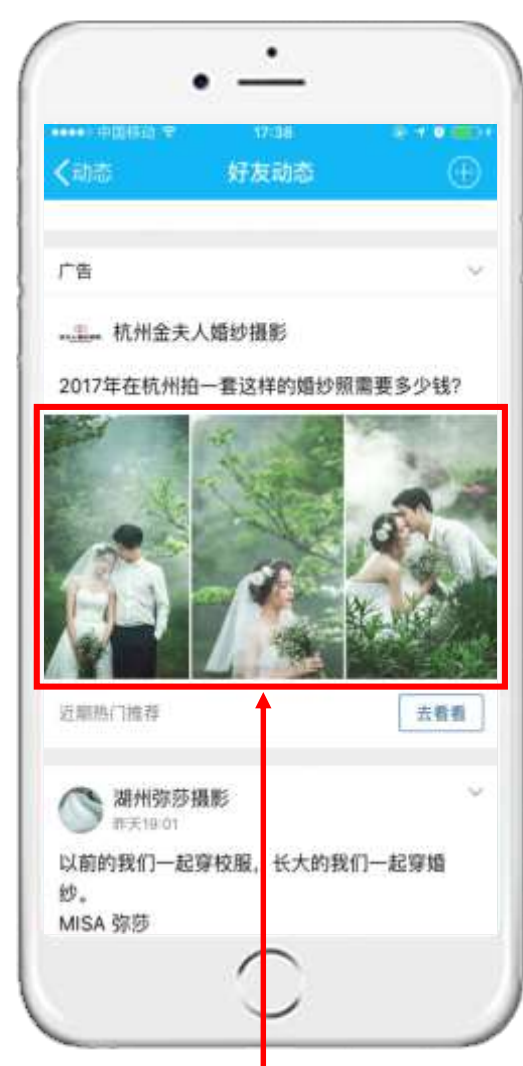 中国移动 17:38
动态 好友动态
广告
杭州金夫人婚纱摄影
2017年在杭州拍一套这样的婚纱照需要多少钱?
近期热门推荐 去看看
湖州弥莎摄影
昨天19:01
以前的我们一起穿校服，长大的我们一起穿婚
纱。
MISA 弥莎